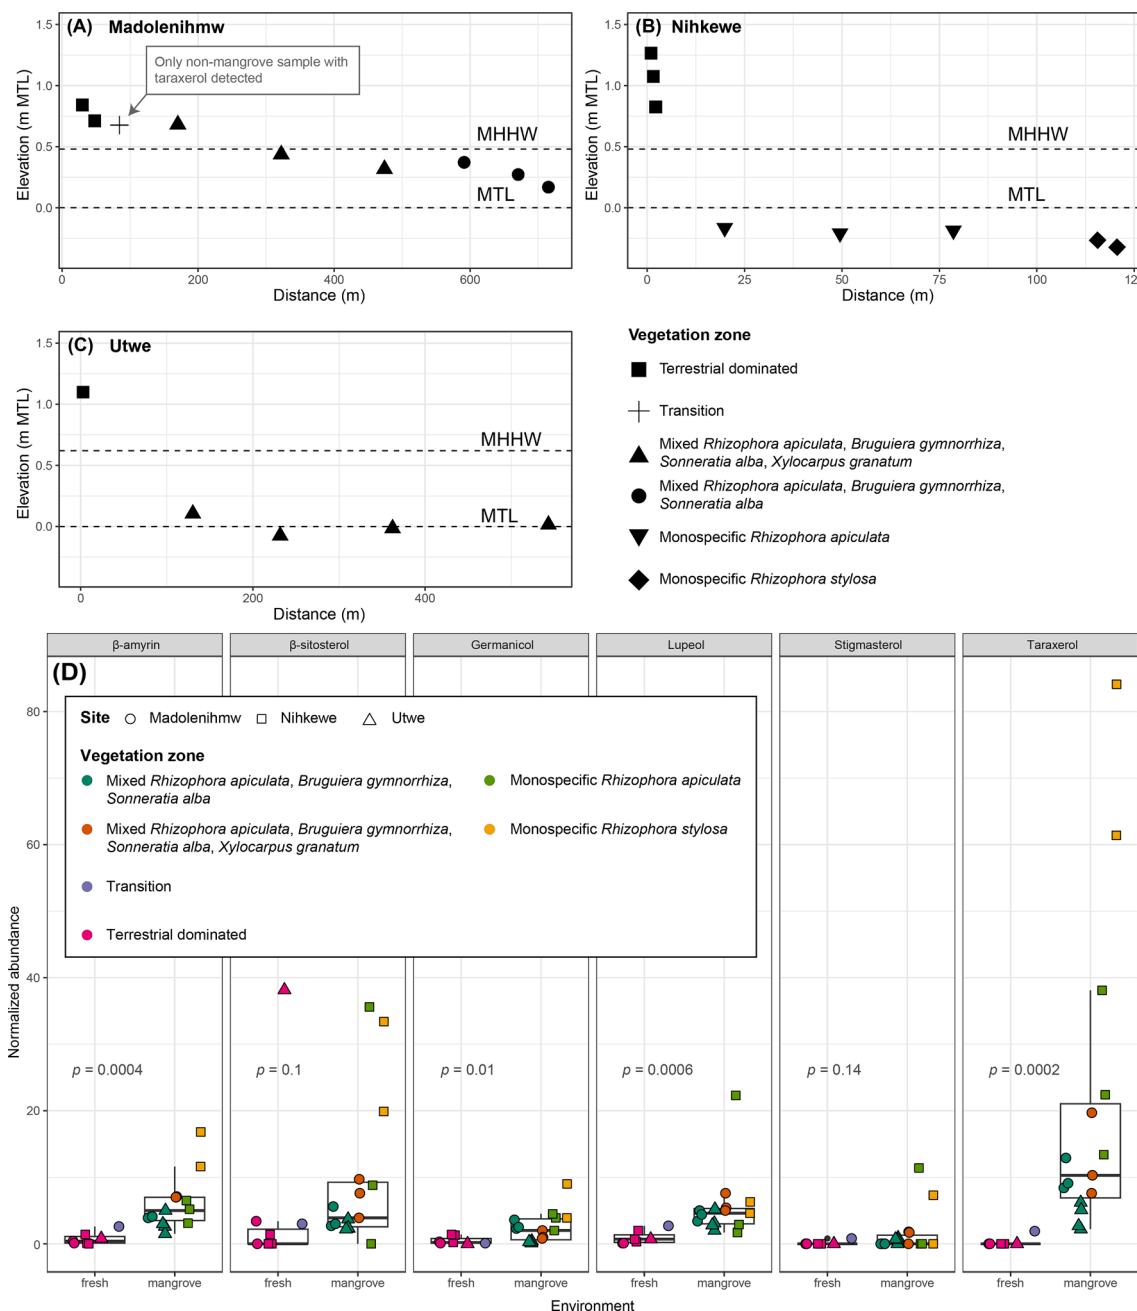 (A) Madolenihmw
Only non-mangrove sample with
taraxerol detected
MHHW
MTL
Elevation (m MTL)
1.5
1.0
0.5
0.0
0
200
400
600
Distance (m)
(B) Nihkewe
MHHW
MTL
Elevation (m MTL)
1.5
1.0
0.5
0.0
0
25
50
75
100
Distance (m)
(C) Utwe
MHHW
MTL
Elevation (m MTL)
1.5
1.0
0.5
0.0
0
200
400
Distance (m)
Vegetation zone
Terrestrial dominated
Transition
Mixed Rhizophora apiculata, Bruguiera gymnorrhiza,
Sonneratia alba, Xylocarpus granatum
Mixed Rhizophora apiculata, Bruguiera gymnorrhiza,
Sonneratia alba
Monospecific Rhizophora apiculata
Monospecific Rhizophora stylosa
β-amyrin
β-sitosterol
Germanicol
Lupeol
Stigmasterol
Taraxerol
(D)
Site Madolenihmw Nihkewe Utwe
Vegetation zone
Mixed Rhizophora apiculata, Bruguiera gymnorrhiza,
Sonneratia alba
Mixed Rhizophora apiculata, Bruguiera gymnorrhiza,
Sonneratia alba, Xylocarpus granatum
Transition
Terrestrial dominated
Monospecific Rhizophora apiculata
Monospecific Rhizophora stylosa
Normalized abundance
80
60
40
20
0
p = 0.0004
p = 0.1
p = 0.01
p = 0.0006
p = 0.14
p = 0.0002
fresh mangrove
fresh mangrove
fresh mangrove
fresh mangrove
fresh mangrove
fresh mangrove
Environment